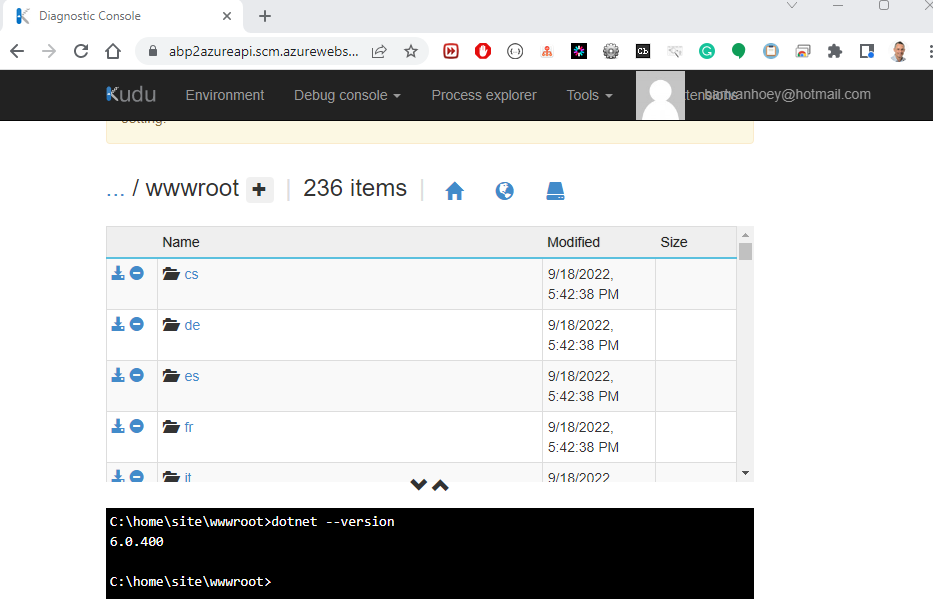 Diagnostic Console
abp2azureapi.scm.azurewebs...
Kudu Environment Debug console Process explorer Tools bartvanhoey@hotmail.com
setting.
... / wwwroot 236 items
Name Modified Size
cs 9/18/2022,
5:42:38 PM
de 9/18/2022,
5:42:38 PM
es 9/18/2022,
5:42:38 PM
fr 9/18/2022,
5:42:38 PM
it 9/18/2022
C:\home\site\wwwroot>dotnet --version
6.0.400
C:\home\site\wwwroot>